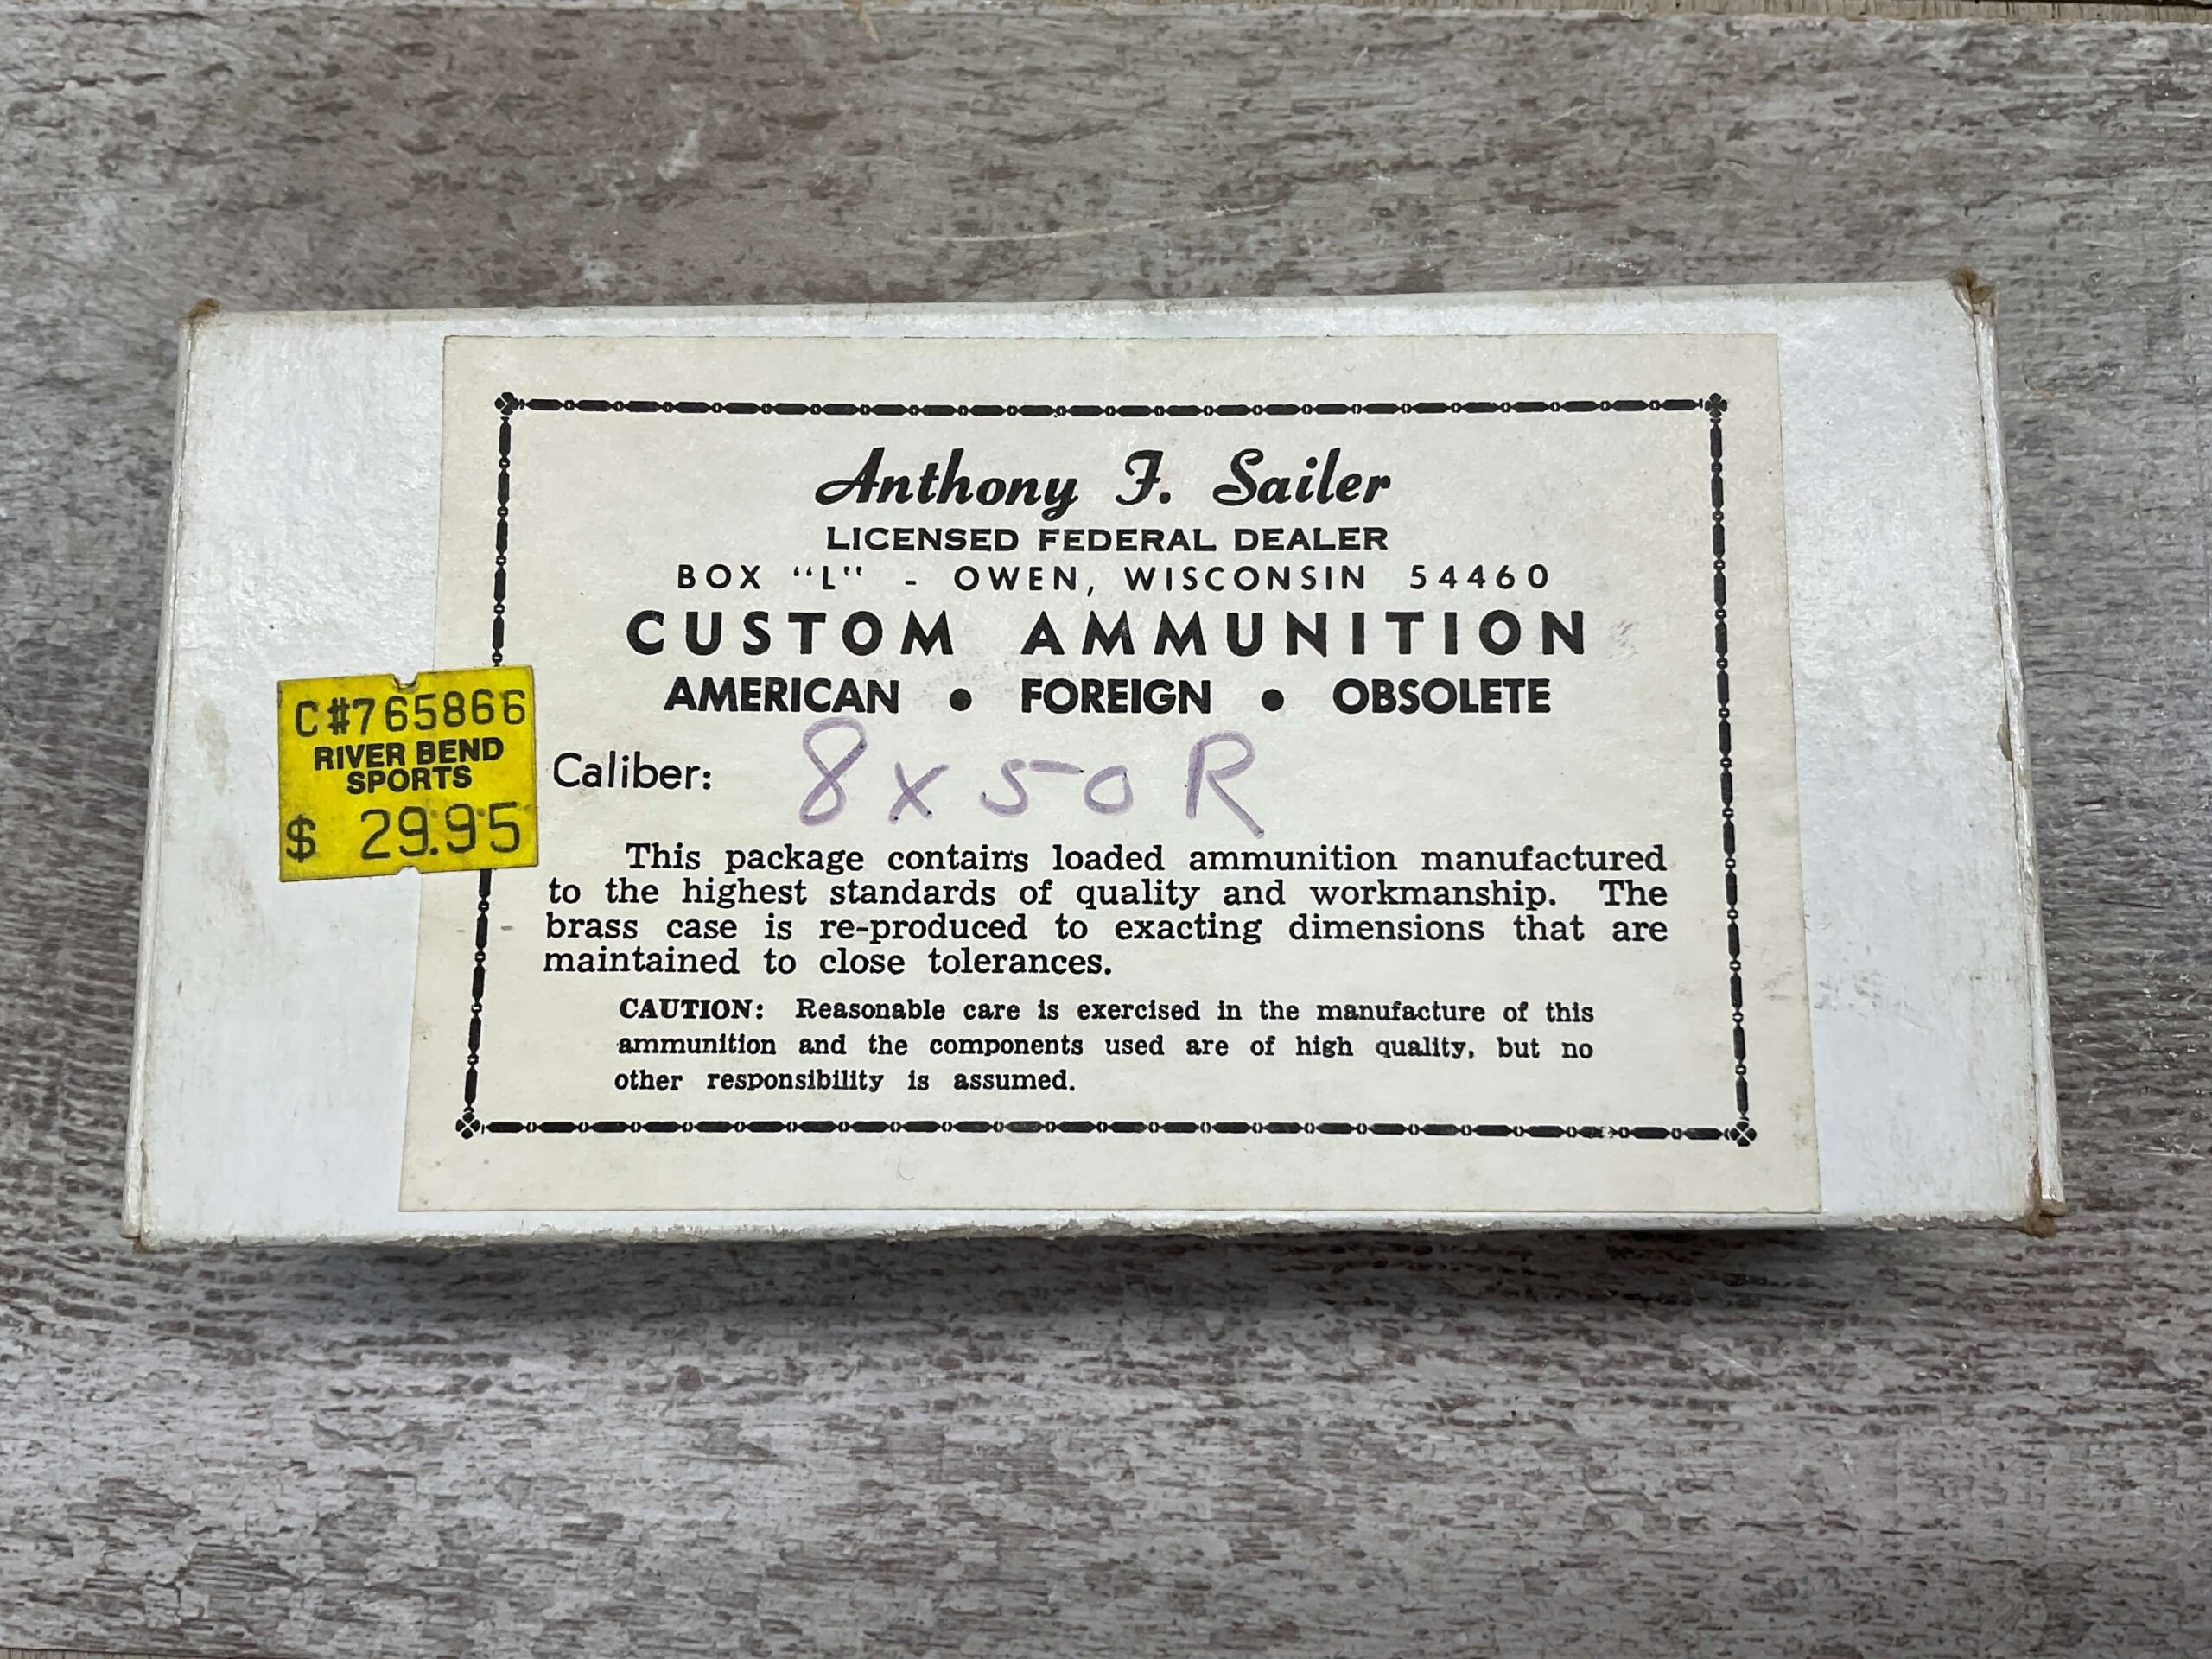 Anthony F. Sailer
LICENSED FEDERAL DEALER
BOX "L" - OWEN, WISCONSIN 54460
CUSTOM AMMUNITION
AMERICAN • FOREIGN • OBSOLETE
C#765866
RIVER BEND
SPORTS
$ 29.95
Caliber: 8x50R
This package contains loaded ammunition manufactured
to the highest standards of quality and workmanship. The
brass case is re-produced to exacting dimensions that are
maintained to close tolerances.
CAUTION: Reasonable care is exercised in the manufacture of this
ammunition and the components used are of high quality, but no
other responsibility is assumed.